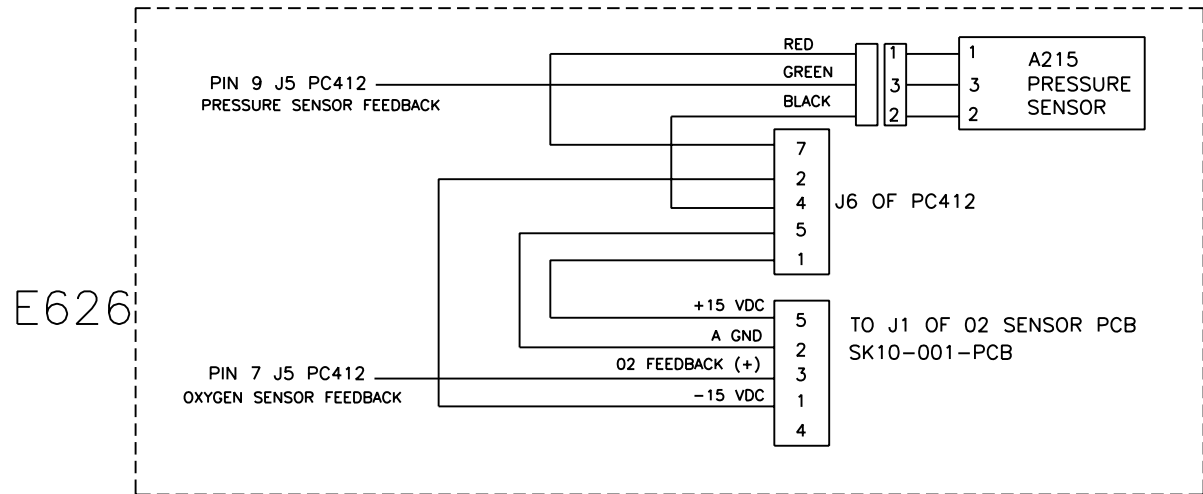 RED
GREEN
BLACK
PIN 9 J5 PC412
PRESSURE SENSOR FEEDBACK
1
3
2
1
3
2
A215
PRESSURE
SENSOR
7
2
4
5
1
J6 OF PC412
E626
+15 VDC
A GND
O2 FEEDBACK (+)
-15 VDC
PIN 7 J5 PC412
OXYGEN SENSOR FEEDBACK
5
2
3
1
4
TO J1 OF O2 SENSOR PCB
SK10-001-PCB